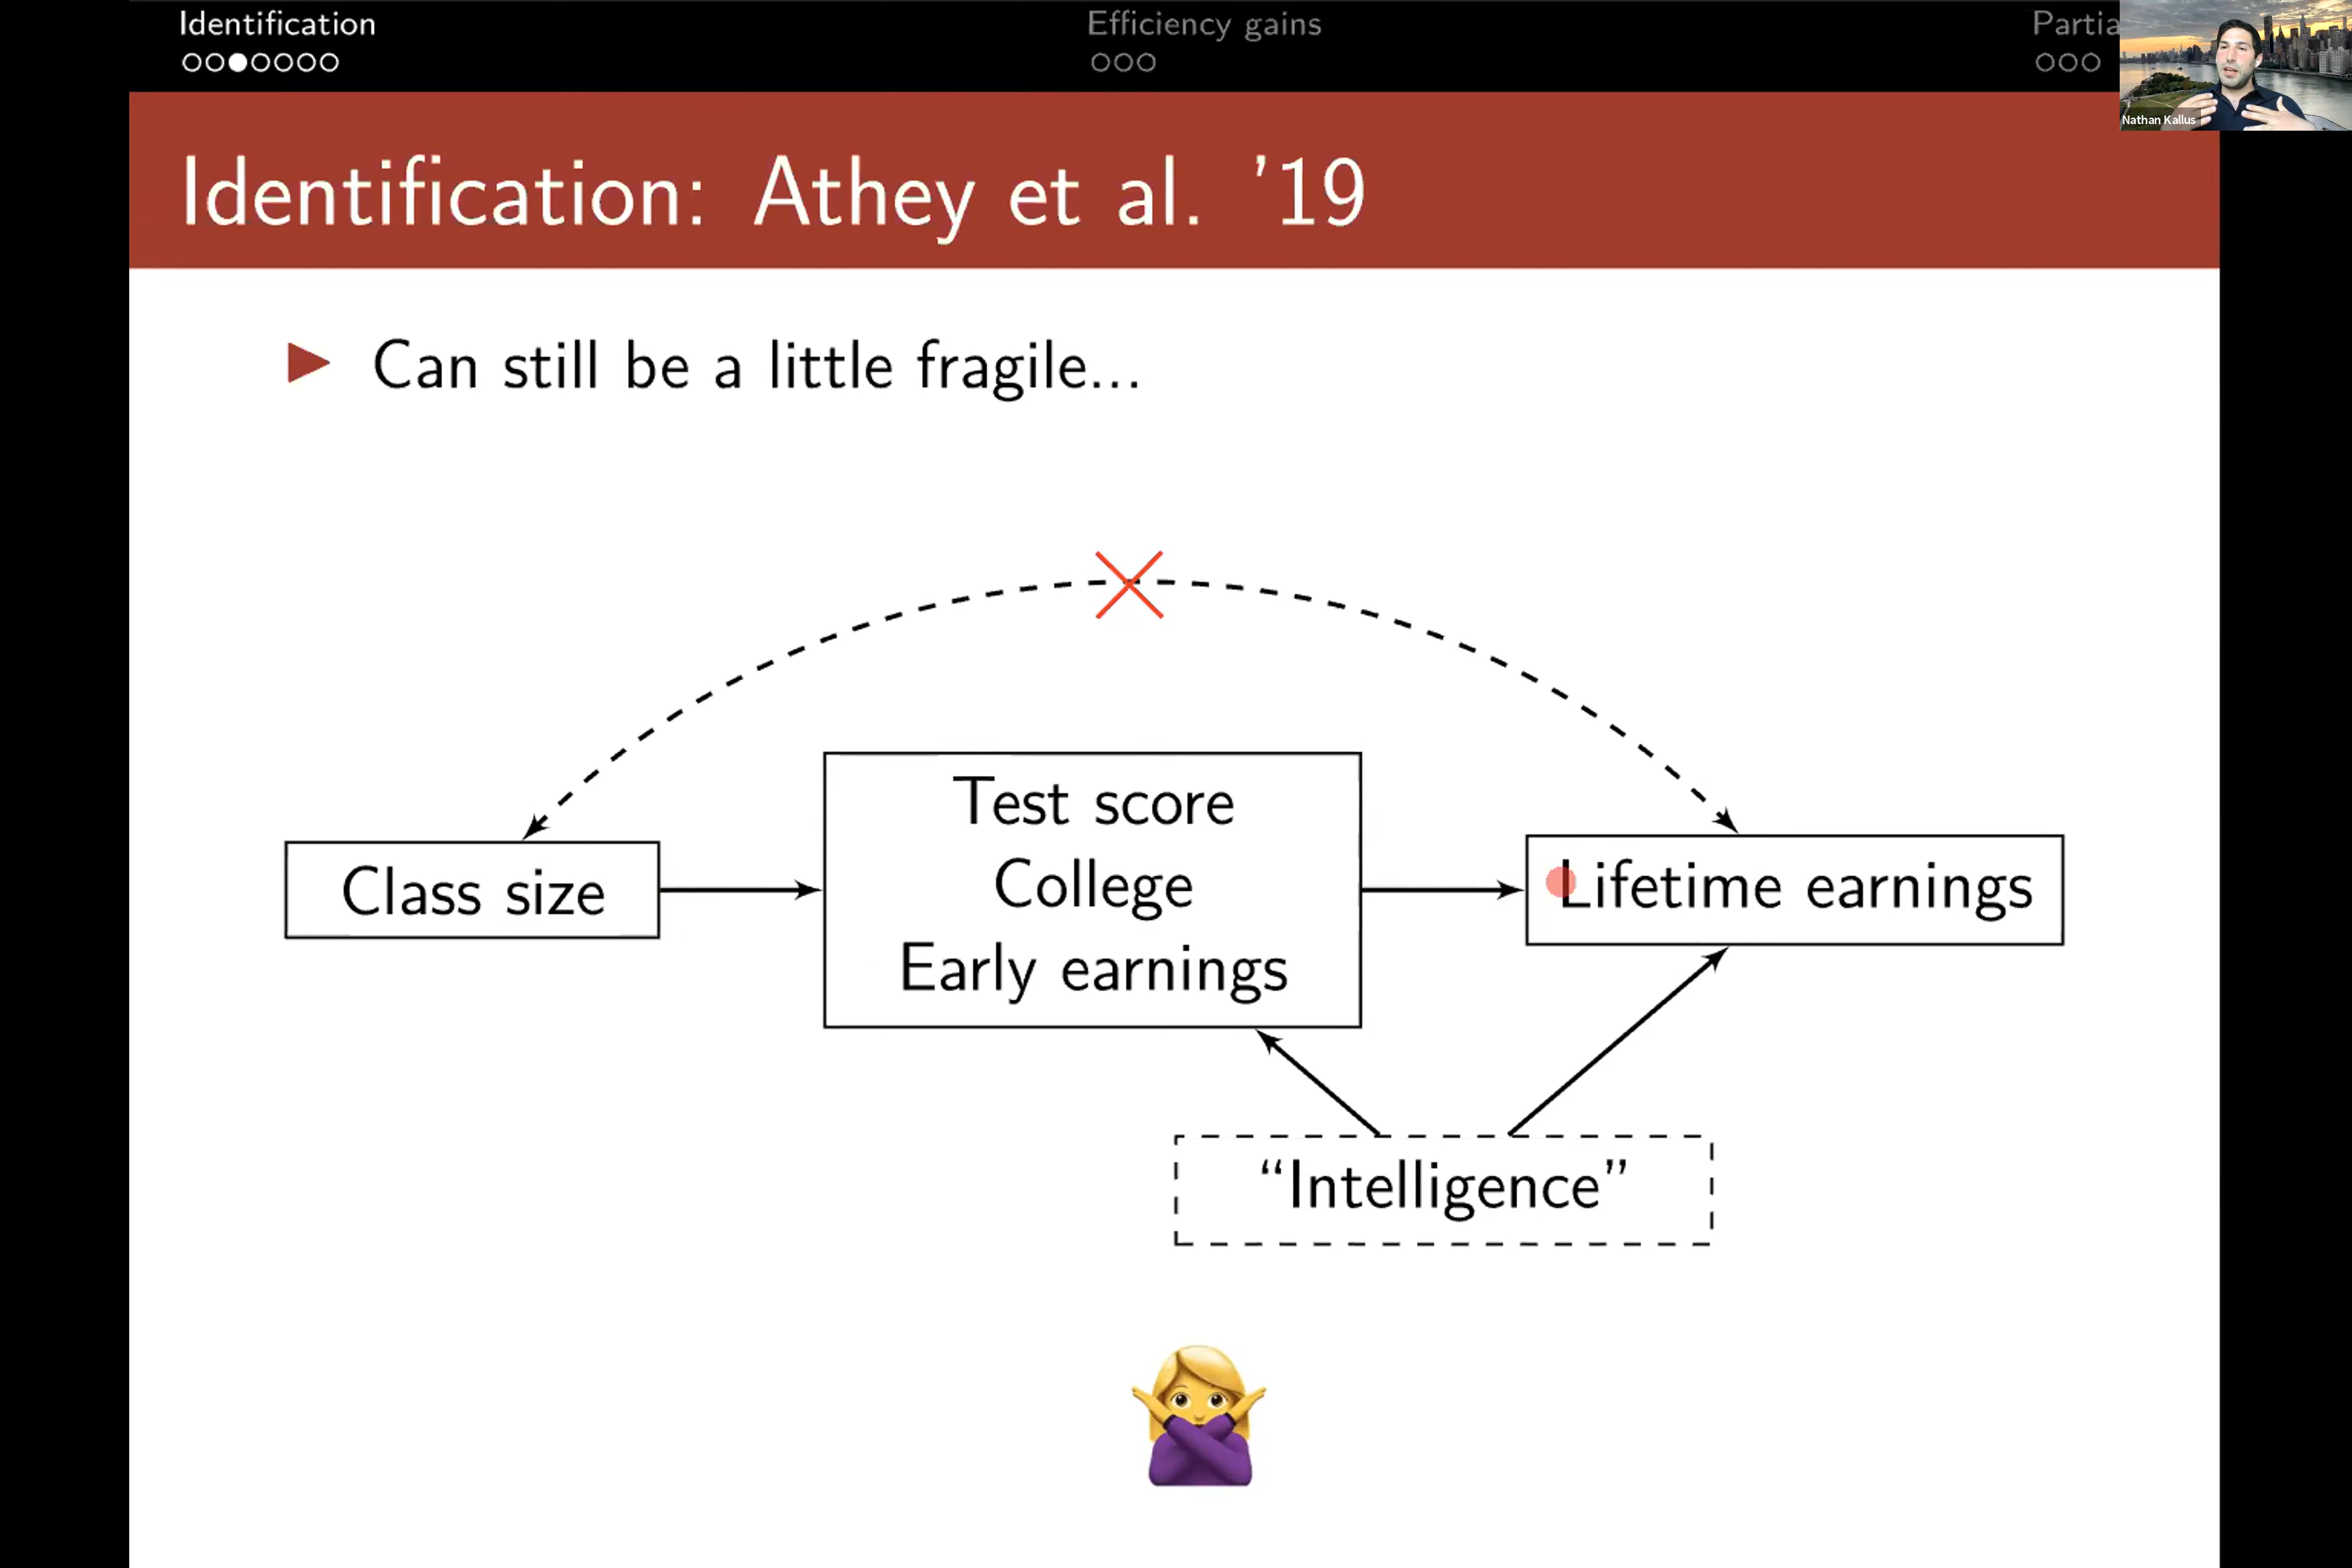 Identification
Efficiency gains
Partia
Nathan Kallus
Identification: Athey et al. '19
Can still be a little fragile...
Class size
Test score
College
Early earnings
Lifetime earnings
“Intelligence”